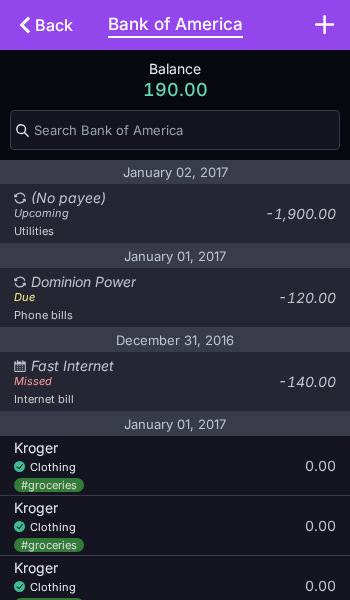 Back
Bank of America
Balance
190.00
Search Bank of America
January 02, 2017
(No payee)
Upcoming
-1,900.00
Utilities
January 01, 2017
Dominion Power
Due
-120.00
Phone bills
December 31, 2016
Fast Internet
Missed
-140.00
Internet bill
January 01, 2017
Kroger
Clothing
0.00
#groceries
Kroger
Clothing
0.00
#groceries
Kroger
Clothing
0.00